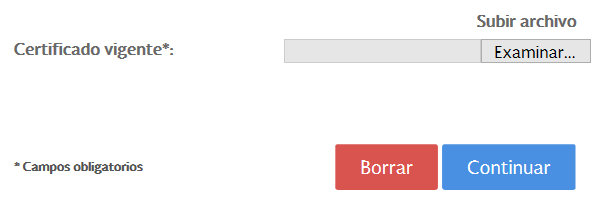 Subir archivo
Certificado vigente*:
Examinar...
* Campos obligatorios
Borrar
Continuar